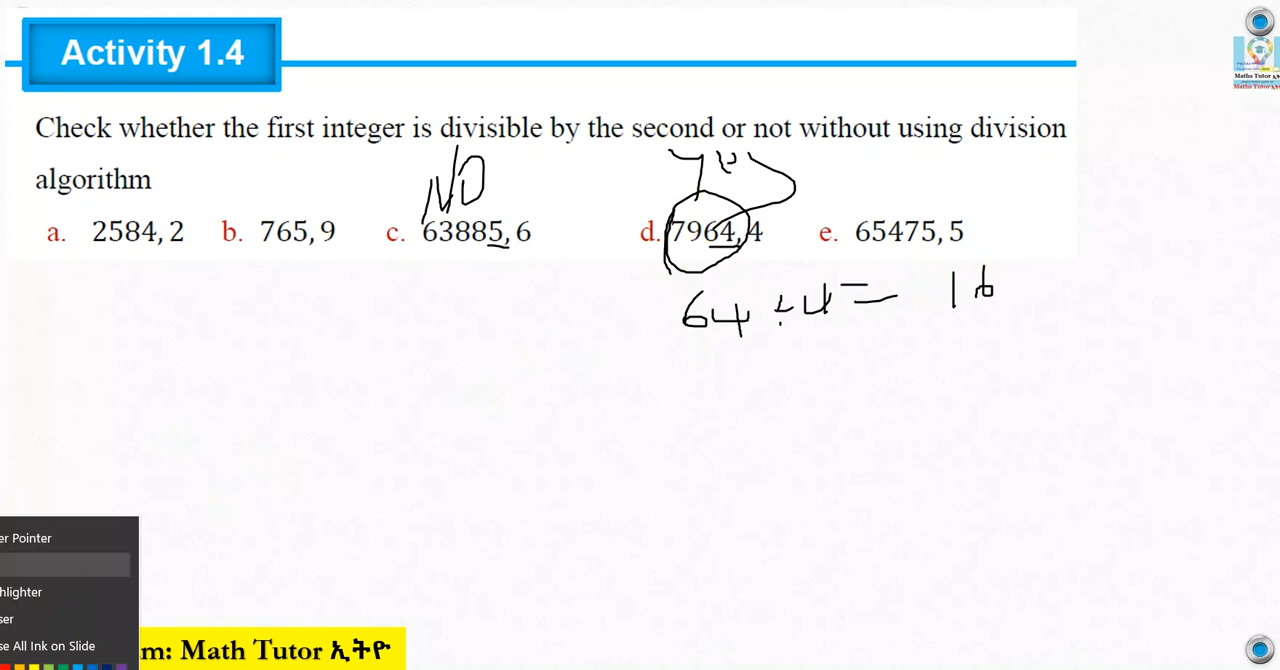 Activity 1.4
Check whether the first integer is divisible by the second or not without using division
algorithm
NO
yes
a. 2584, 2 b. 765, 9 c. 63885, 6 d. 7964, 4 e. 65475, 5
64 ÷ 4 = 16
er Pointer
hlighter
ser
se All Ink on Slide
m: Math Tutor ኢትዮ